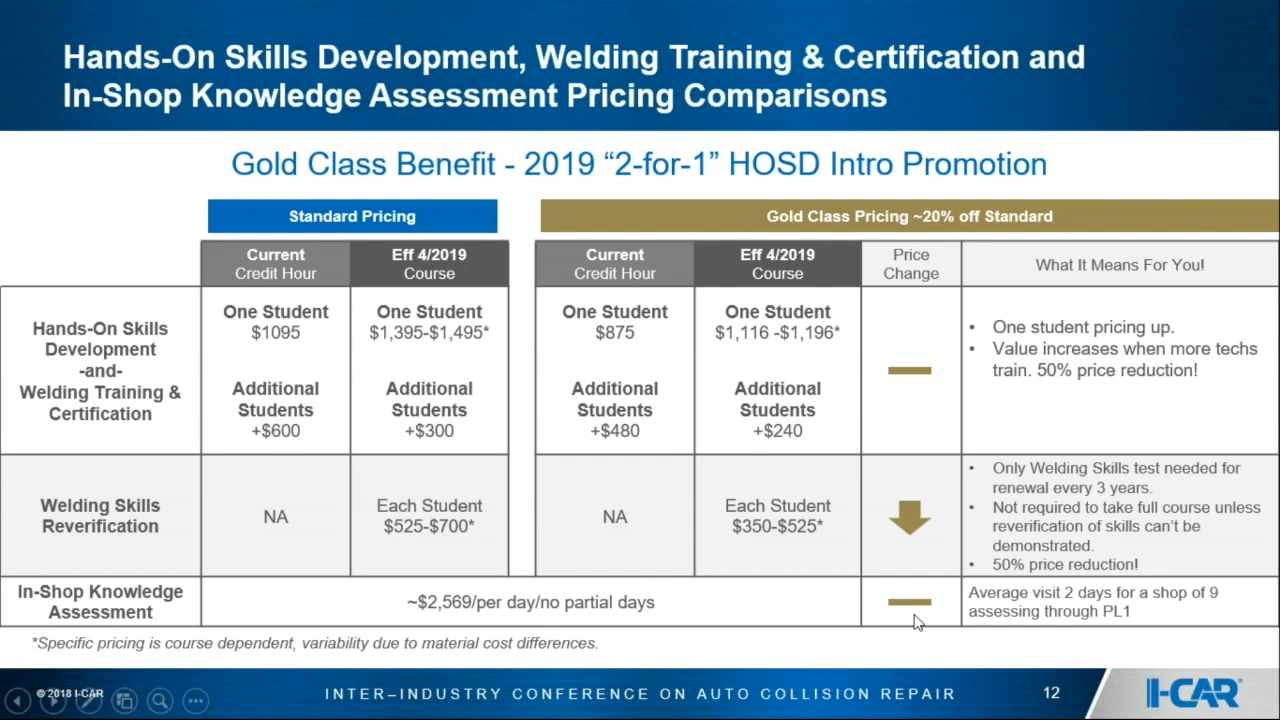 Hands-On Skills Development, Welding Training & Certification and
In-Shop Knowledge Assessment Pricing Comparisons
Gold Class Benefit - 2019 “2-for-1” HOSD Intro Promotion
Standard Pricing
Gold Class Pricing ~20% off Standard
Current
Credit Hour
Eff 4/2019
Course
Current
Credit Hour
Eff 4/2019
Course
Price
Change
What It Means For You!
Hands-On Skills
Development
-and-
Welding Training &
Certification
One Student
$1095
Additional
Students
+$600
One Student
$1,395-$1,495*
Additional
Students
+$300
One Student
$875
Additional
Students
+$480
One Student
$1,116 -$1,196*
Additional
Students
+$240
• One student pricing up.
• Value increases when more techs
train. 50% price reduction!
Welding Skills
Reverification
NA
Each Student
$525-$700*
NA
Each Student
$350-$525*
• Only Welding Skills test needed for
renewal every 3 years.
• Not required to take full course unless
reverification of skills can’t be
demonstrated.
• 50% price reduction!
In-Shop Knowledge
Assessment
~$2,569/per day/no partial days
Average visit 2 days for a shop of 9
assessing through PL1
*Specific pricing is course dependent, variability due to material cost differences.
© 2018 I-CAR
INTER–INDUSTRY CONFERENCE ON AUTO COLLISION REPAIR
12
I-CAR